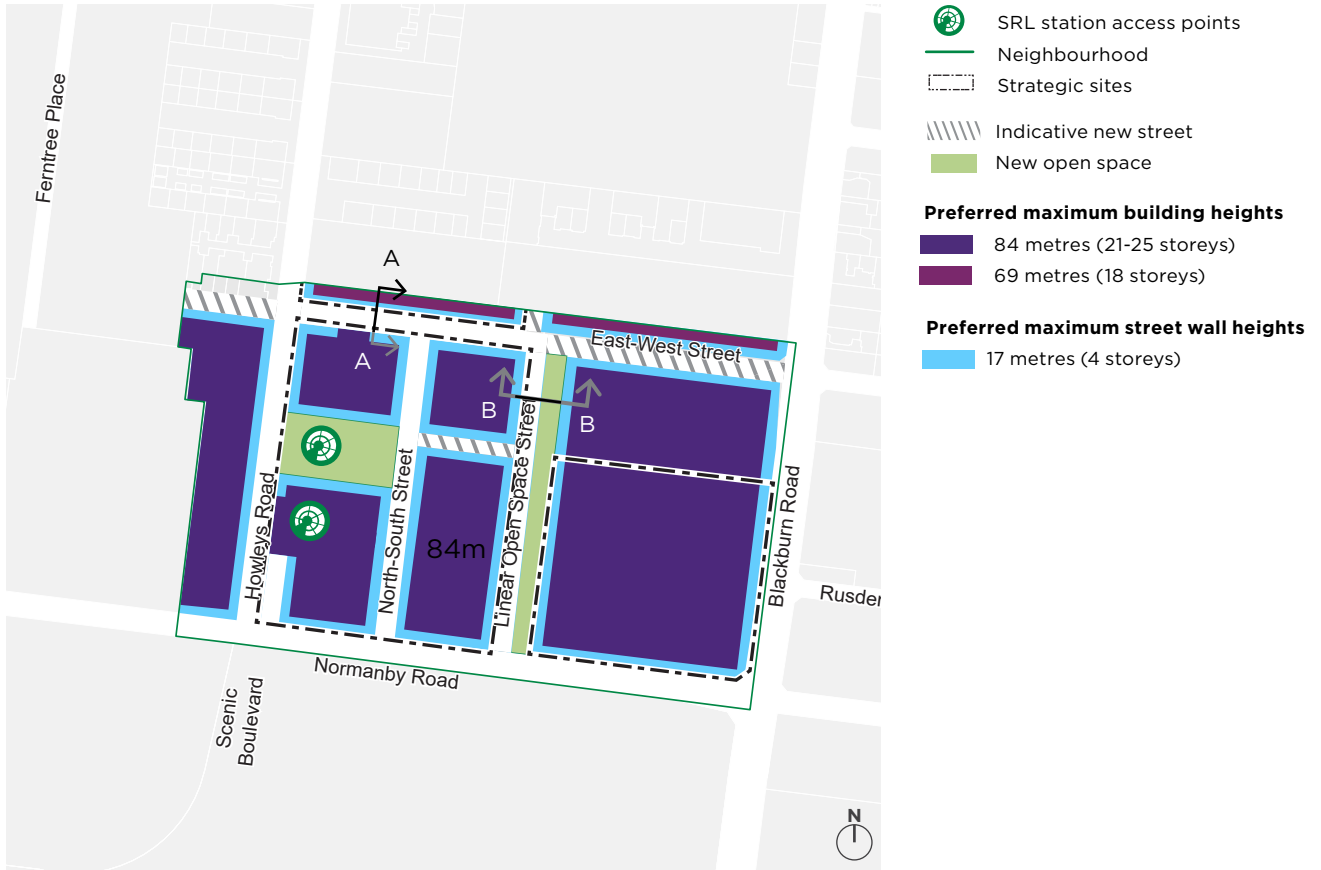 SRL station access points
Neighbourhood
Strategic sites
Indicative new street
New open space
Preferred maximum building heights
84 metres (21-25 storeys)
69 metres (18 storeys)
Preferred maximum street wall heights
17 metres (4 storeys)
Ferntree Place
A
East-West Street
A
B
B
Howleys Road
North-South Street
Linear Open Space Street
84m
Blackburn Road
Rusden
Normanby Road
Scenic
Boulevard
N